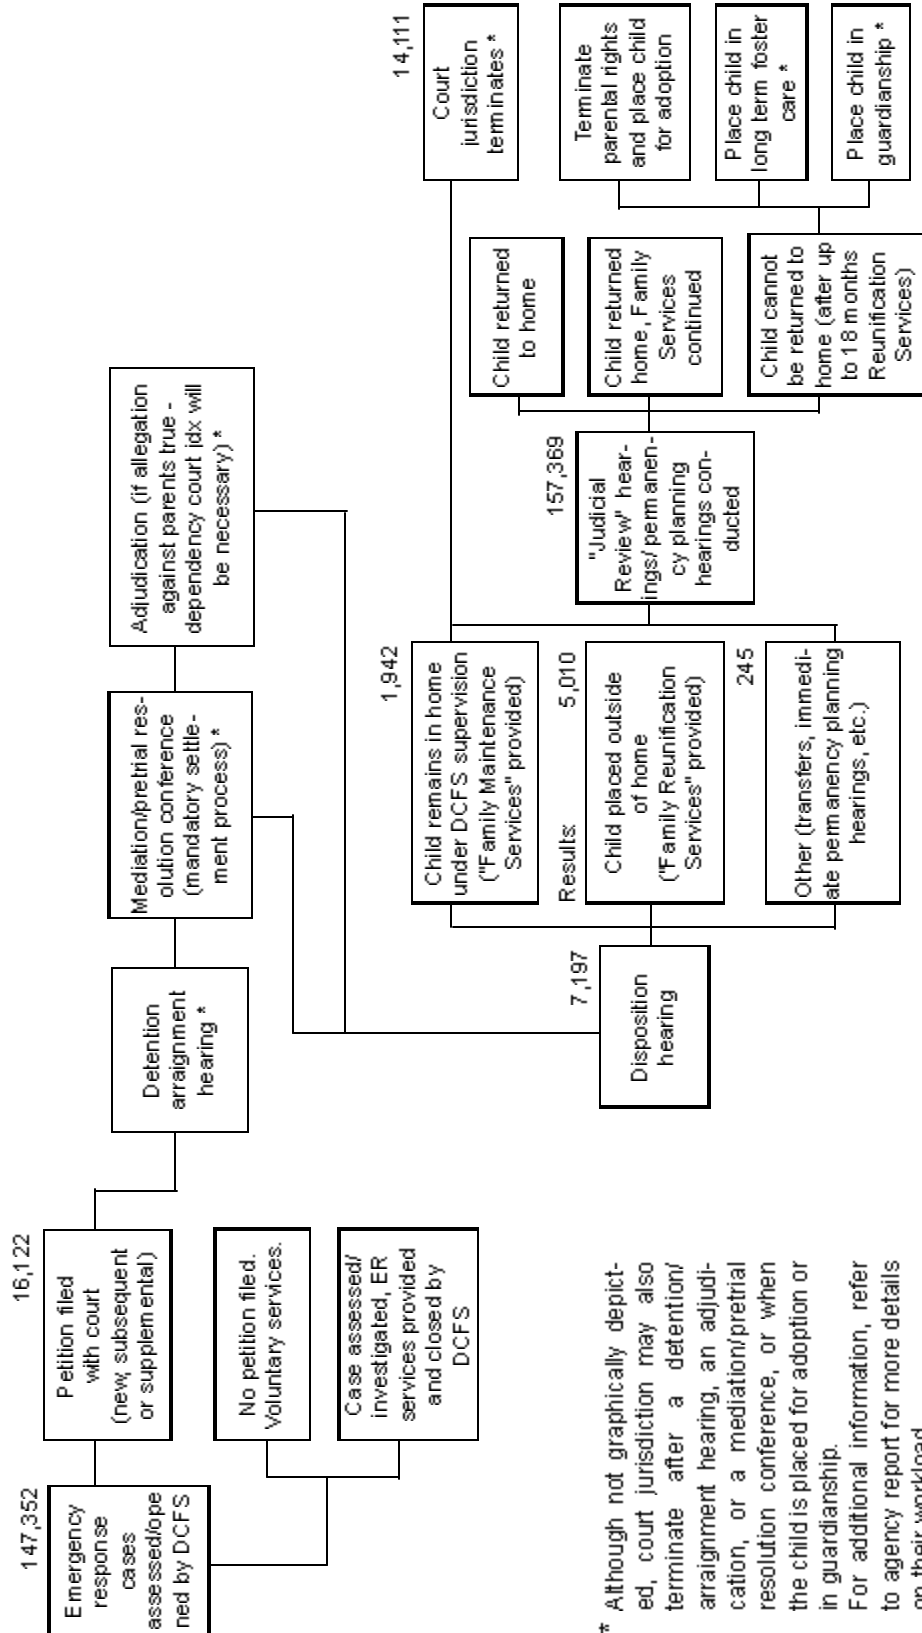 147,352
Emergency
response
cases
assessed/ope
ned by DCFS
16,122
Petition filed
with court
(new, subsequent
or supplemental)
No petition filed.
Voluntary services.
Case assessed/
investigated, ER
services provided
and closed by
DCFS
Detention
arraignment
hearing *
Mediation/pretrial res-
olution conference
(mandatory settle-
ment process) *
Adjudication (if allegation
against parents true -
dependency court idx will
be necessary) *
7,197
Disposition
hearing
1,942
Child remains in home
under DCFS supervision
("Family Maintenance
Services" provided)
Results: 5,010
Child placed outside
of home
("Family Reunification
Services" provided)
245
Other (transfers, immedi-
ate permanency planning
hearings, etc.)
157,369
"Judicial
Review" hear-
ings/ permanen-
cy planning
hearings con-
ducted
Child returned
to home
Child returned
home, Family
Services
continued
Child cannot
be returned to
home (after up
to 18 months
Reunification
Services)
14,111
Court
jurisdiction
terminates *
Terminate
parental rights
and place child
for adoption
Place child in
long term foster
care *
Place child in
guardianship *
* Although not graphically depict-
ed, court jurisdiction may also
terminate after a detention/
arraignment hearing, an adjudi-
cation, or a mediation/pretrial
resolution conference, or when
the child is placed for adoption or
in guardianship.
For additional information, refer
to agency report for more details
on their workload